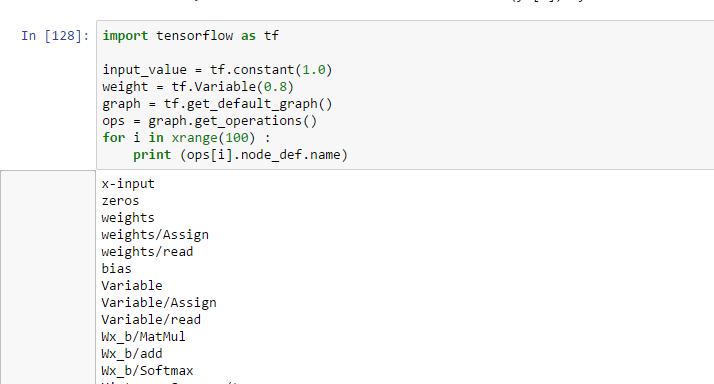 In [128]: import tensorflow as tf
input_value = tf.constant(1.0)
weight = tf.Variable(0.8)
graph = tf.get_default_graph()
ops = graph.get_operations()
for i in xrange(100) :
    print (ops[i].node_def.name)
x-input
zeros
weights
weights/Assign
weights/read
bias
Variable
Variable/Assign
Variable/read
Wx_b/MatMul
Wx_b/add
Wx_b/Softmax